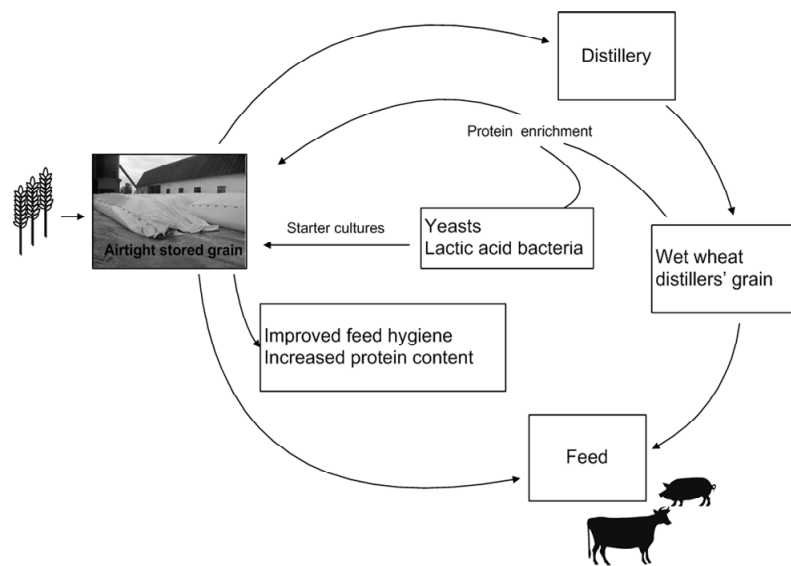 Distillery
Protein enrichment
Airtight stored grain
Starter cultures
Yeasts
Lactic acid bacteria
Wet wheat
distillers' grain
Improved feed hygiene
Increased protein content
Feed